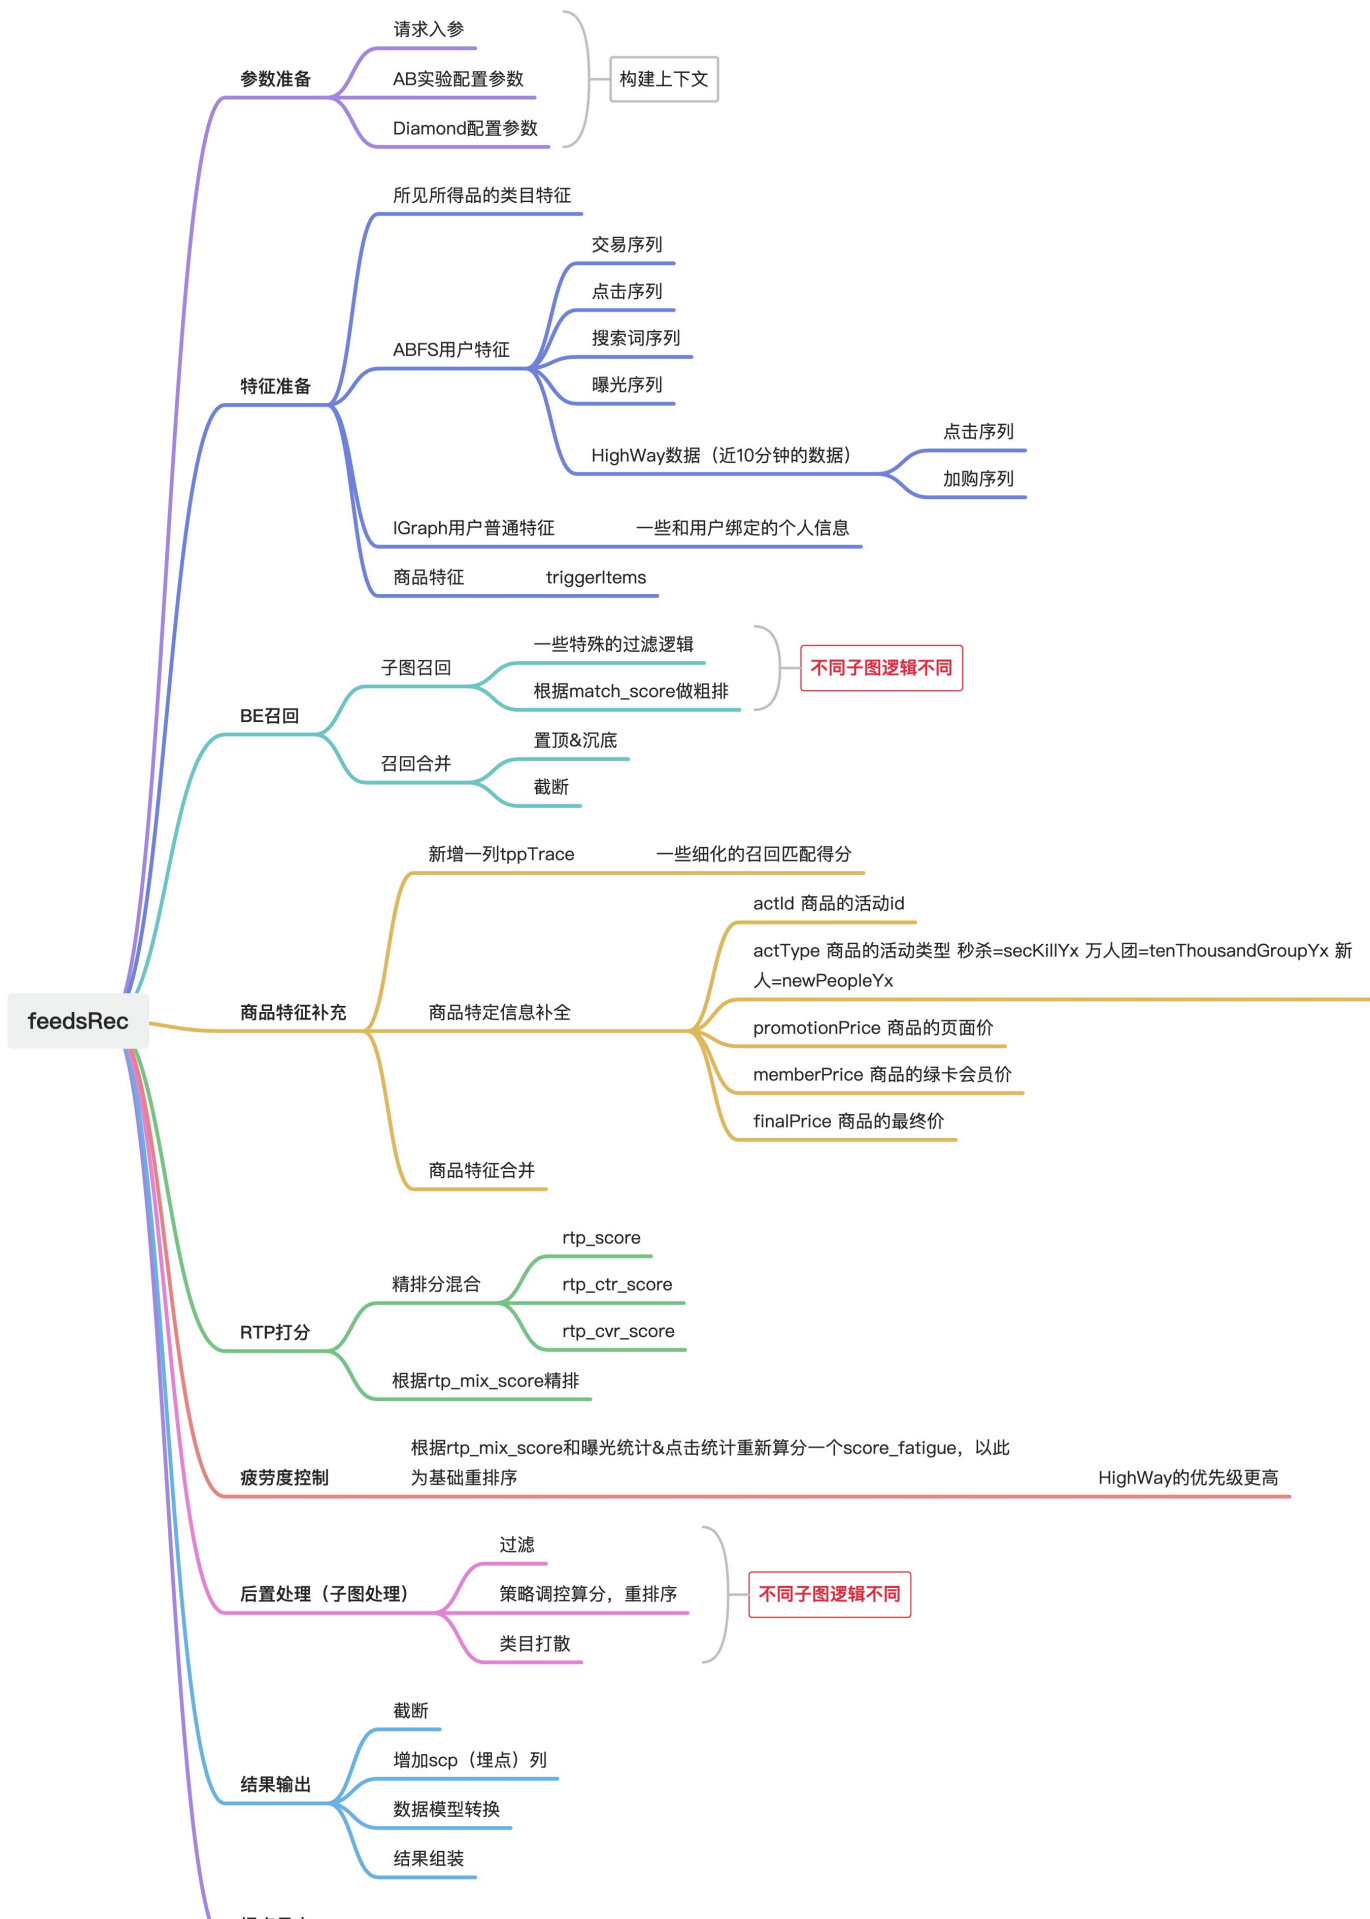 请求入参
参数准备
AB实验配置参数
构建上下文
Diamond配置参数
所见所得品的类目特征
交易序列
点击序列
搜索词序列
ABFS用户特征
曝光序列
特征准备
点击序列
HighWay数据（近10分钟的数据）
加购序列
IGraph用户普通特征
一些和用户绑定的个人信息
商品特征
triggerItems
一些特殊的过滤逻辑
子图召回
不同子图逻辑不同
根据match_score做粗排
BE召回
置顶&沉底
召回合并
截断
新增一列tppTrace
一些细化的召回匹配得分
actId 商品的活动id
actType 商品的活动类型 秒杀=secKillYx 万人团=tenThousandGroupYx 新
人=newPeopleYx
feedsRec
商品特征补充
商品特定信息补全
promotionPrice 商品的页面价
memberPrice 商品的绿卡会员价
finalPrice 商品的最终价
商品特征合并
rtp_score
精排分混合
rtp_ctr_score
RTP打分
rtp_cvr_score
根据rtp_mix_score精排
根据rtp_mix_score和曝光统计&点击统计重新算分一个score_fatigue，以此
为基础重排序
疲劳度控制
HighWay的优先级更高
过滤
后置处理（子图处理）
策略调控算分，重排序
不同子图逻辑不同
类目打散
截断
增加scp（埋点）列
结果输出
数据模型转换
结果组装